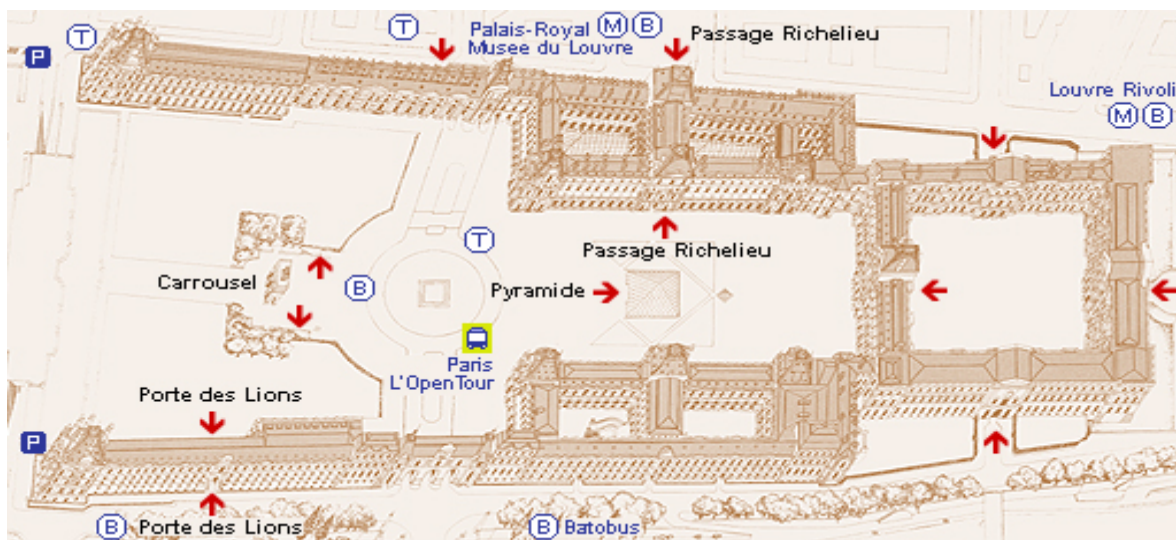 T
T
Palais-Royal M B
Musee du Louvre
Passage Richelieu
P
Louvre Rivoli
M B
T
Passage Richelieu
Carrousel
B
Pyramide
Paris
L'OpenTour
Porte des Lions
P
B Porte des Lions
B Batobus